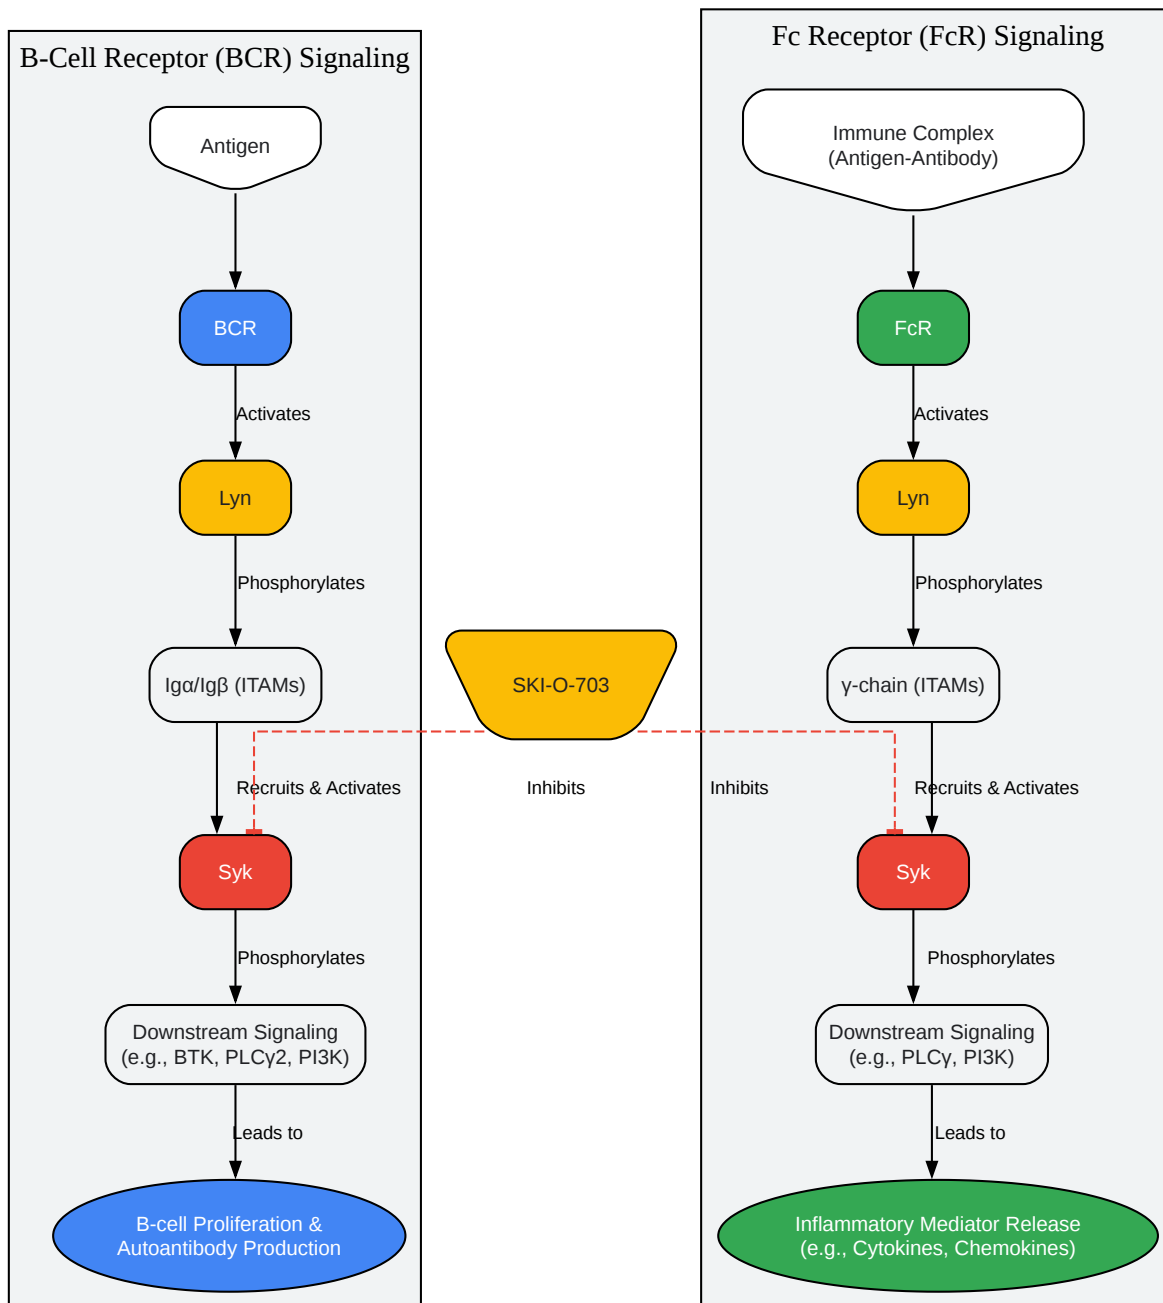 B-Cell Receptor (BCR) Signaling
Antigen
BCR
Activates
Lyn
Phosphorylates
Igα/Igβ (ITAMs)
Recruits & Activates
Syk
Phosphorylates
Downstream Signaling
(e.g., BTK, PLCγ2, PI3K)
Leads to
B-cell Proliferation &
Autoantibody Production
SKI-O-703
Inhibits
Inhibits
Fc Receptor (FcR) Signaling
Immune Complex
(Antigen-Antibody)
FcR
Activates
Lyn
Phosphorylates
γ-chain (ITAMs)
Recruits & Activates
Syk
Phosphorylates
Downstream Signaling
(e.g., PLCγ, PI3K)
Leads to
Inflammatory Mediator Release
(e.g., Cytokines, Chemokines)